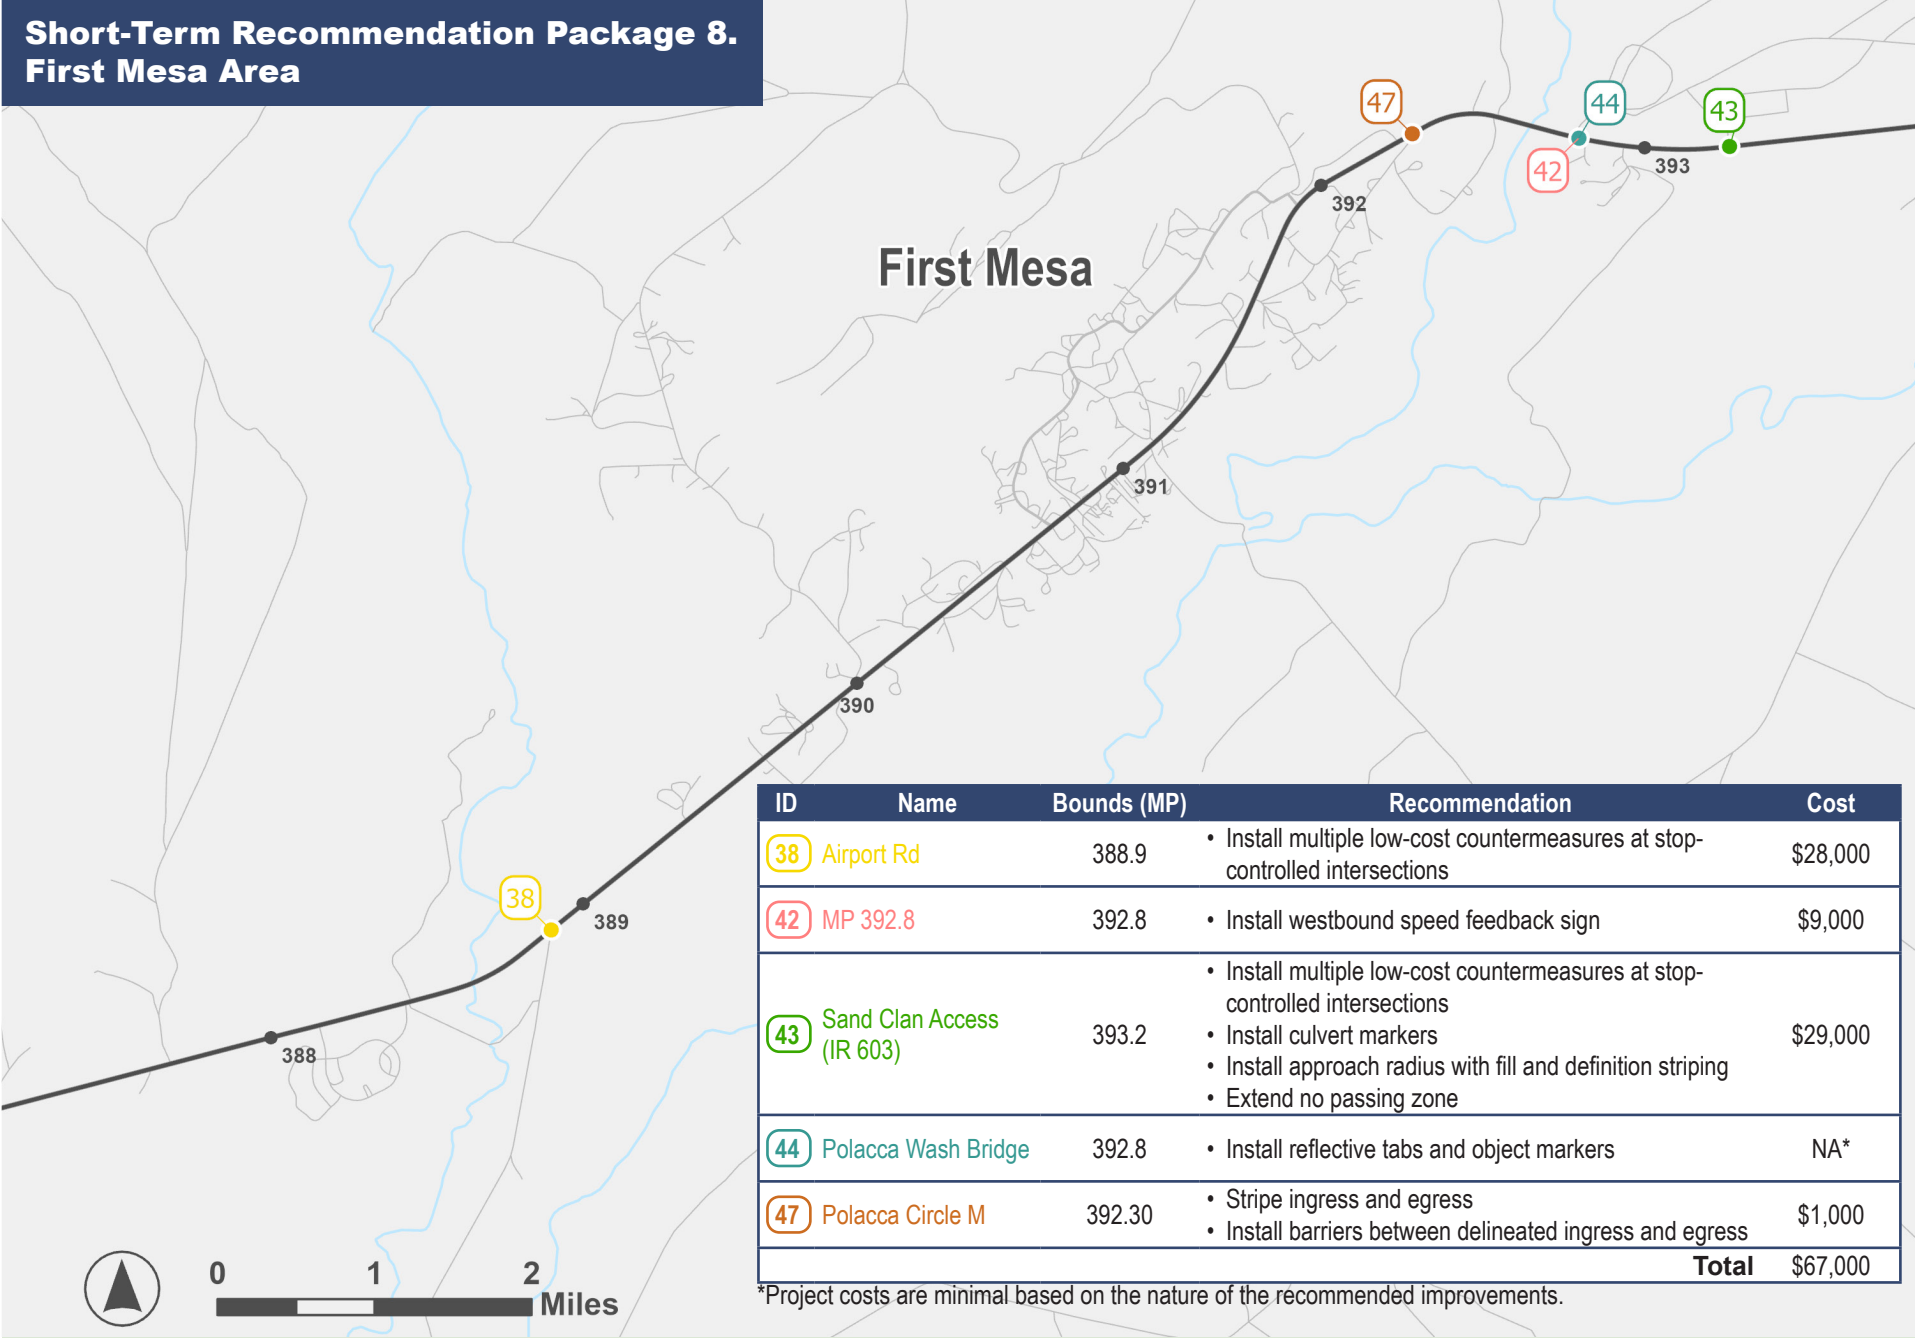 Short-Term Recommendation Package 8.
First Mesa Area
47
44
43
42
393
392
First Mesa
391
390
38
389
388
ID Name Bounds (MP) Recommendation Cost
38 Airport Rd 388.9 • Install multiple low-cost countermeasures at stop-
controlled intersections $28,000
42 MP 392.8 392.8 • Install westbound speed feedback sign $9,000
43 Sand Clan Access
(IR 603) 393.2 • Install multiple low-cost countermeasures at stop-
controlled intersections
• Install culvert markers
• Install approach radius with fill and definition striping
• Extend no passing zone $29,000
44 Polacca Wash Bridge 392.8 • Install reflective tabs and object markers NA*
47 Polacca Circle M 392.30 • Stripe ingress and egress
• Install barriers between delineated ingress and egress $1,000
Total $67,000
*Project costs are minimal based on the nature of the recommended improvements.
0 1 2
Miles